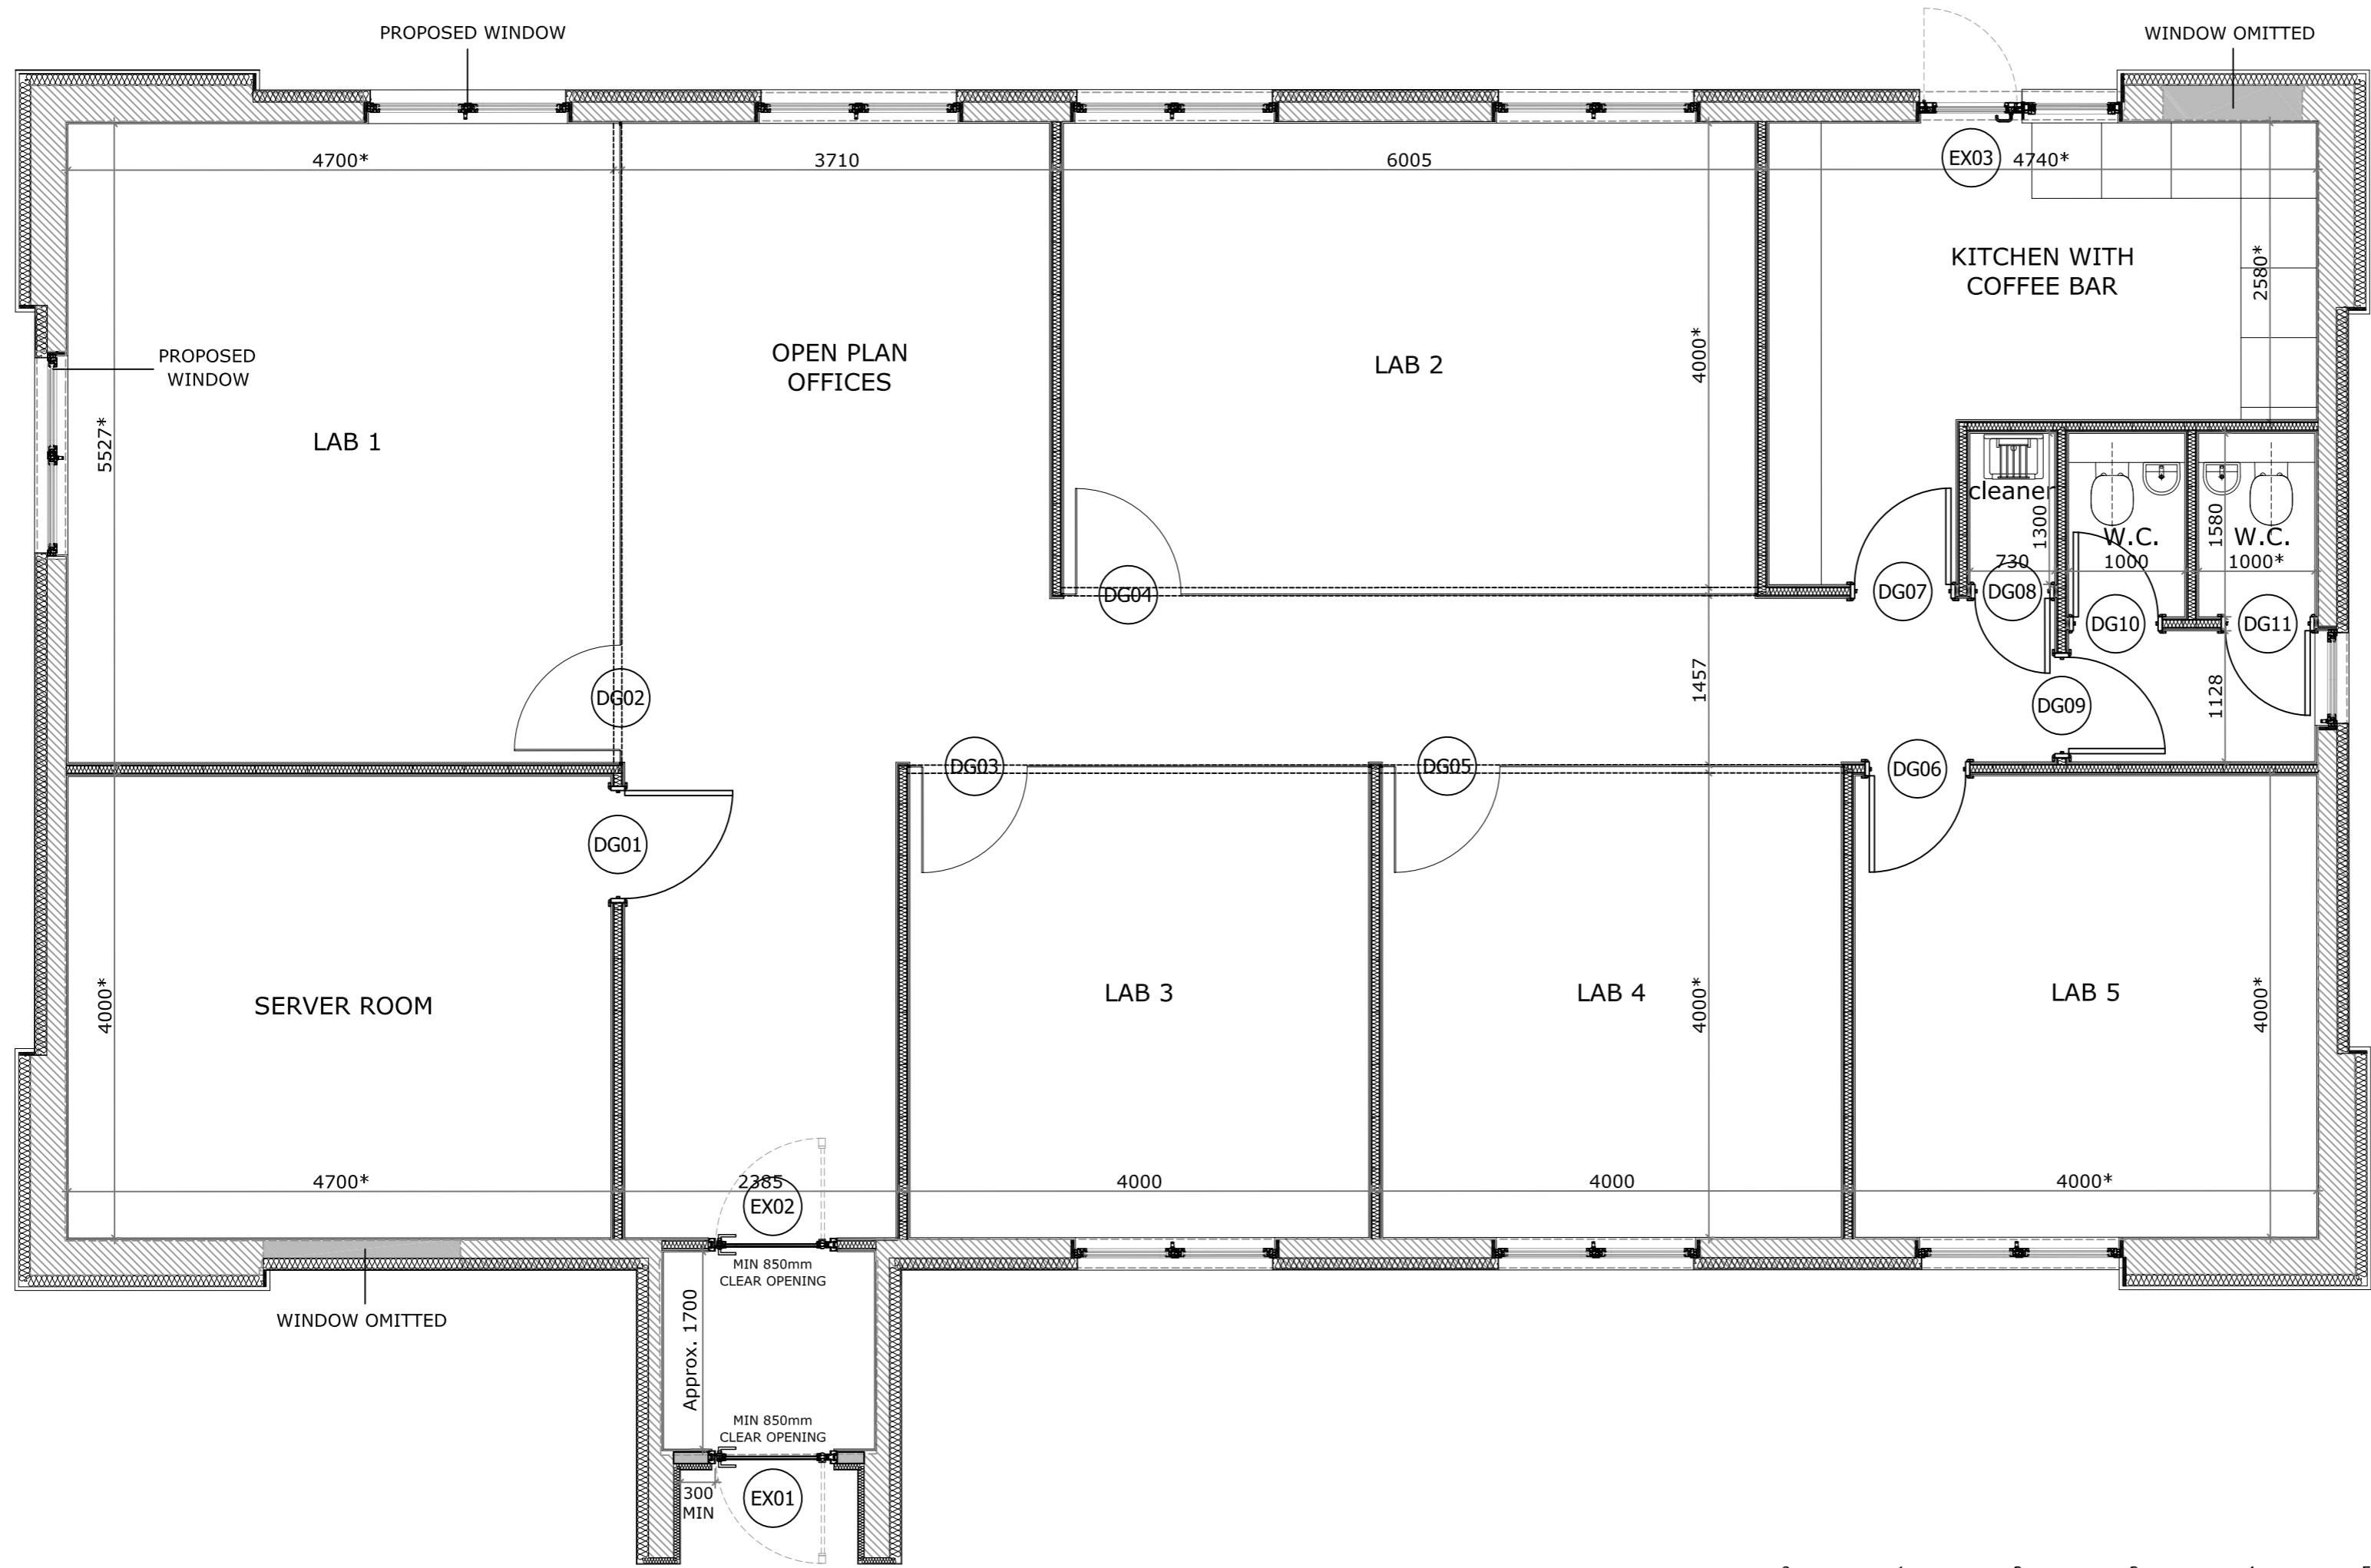 PROPOSED WINDOW
WINDOW OMITTED
4700*
3710
6005
EX03
4740*
KITCHEN WITH
COFFEE BAR
2580*
PROPOSED
WINDOW
OPEN PLAN
OFFICES
LAB 2
4000*
5527*
LAB 1
cleaner
1300
W.C.
1580
W.C.
730
1000
1000*
DG04
DG07
DG08
DG10
DG11
DG02
1457
1128
DG09
DG03
DG05
DG06
DG01
4000*
SERVER ROOM
LAB 3
LAB 4
4000*
LAB 5
4000*
4700*
2385
4000
4000
4000*
EX02
MIN 850mm
CLEAR OPENING
WINDOW OMITTED
Approx. 1700
MIN 850mm
CLEAR OPENING
300
MIN
EX01